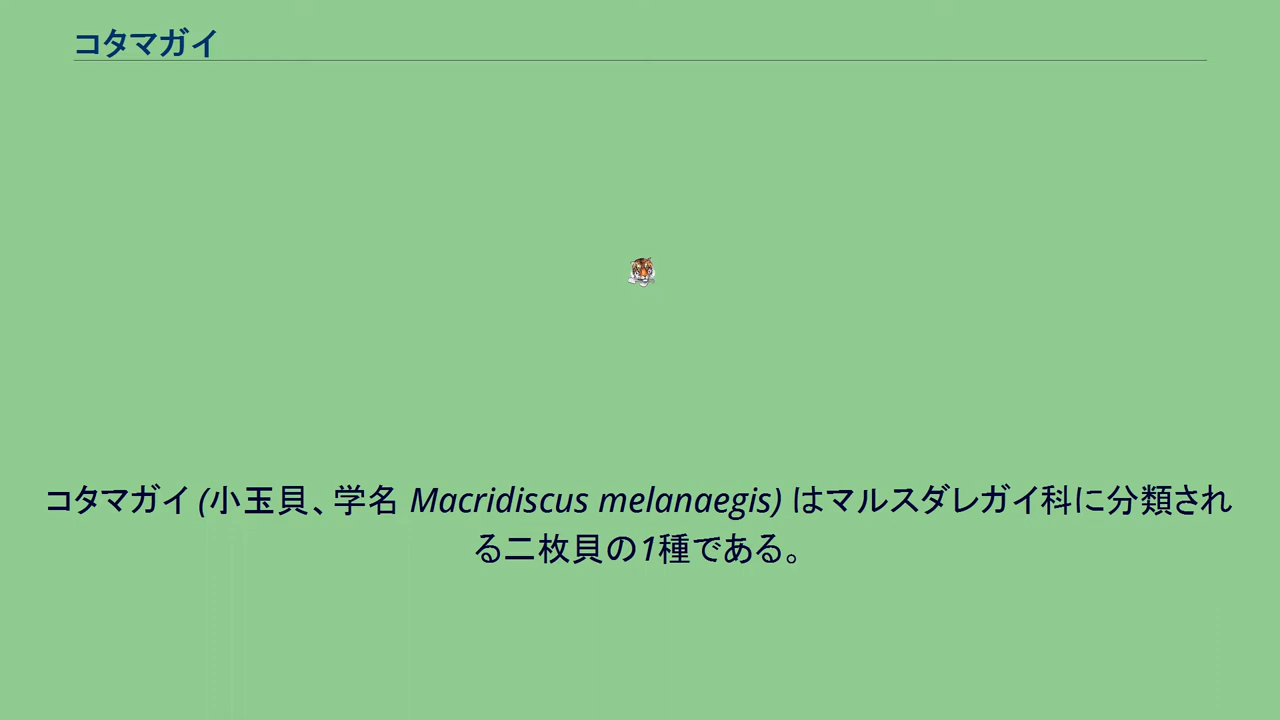 コタマガイ
コタマガイ (小玉貝、学名 Macridiscus melanaegis) はマルスダレガイ科に分類され
る二枚貝の1種である。